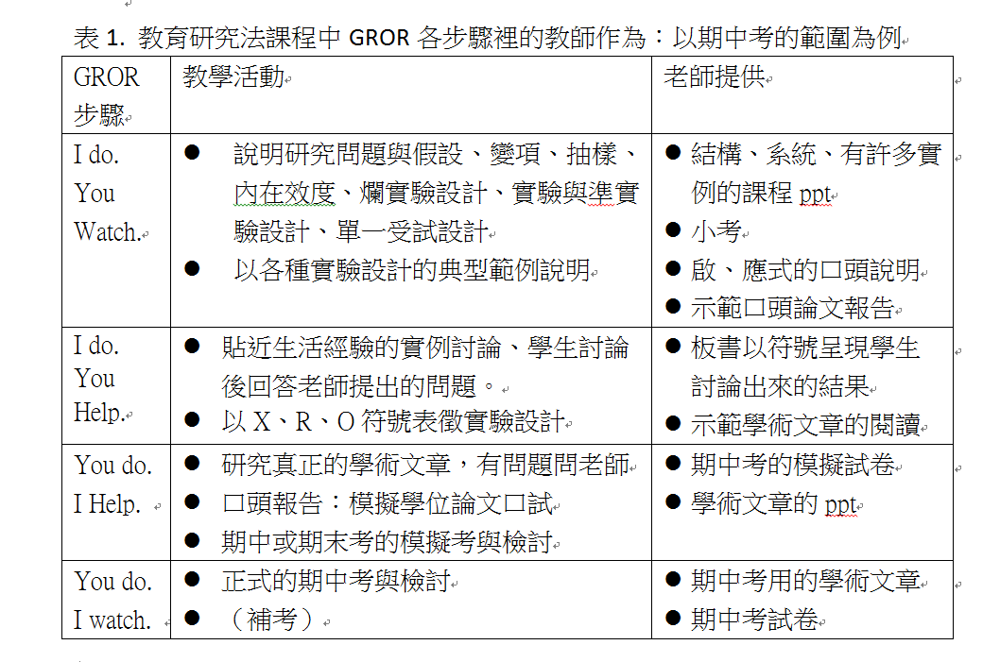 表 1. 教育研究法課程中 GROR 各步驟裡的教師作為：以期中考的範圍為例
GROR
步驟
教學活動
老師提供
I do.
You
Watch.
● 說明研究問題與假設、變項、抽樣、
內在效度、爛實驗設計、實驗與準實
驗設計、單一受試設計
● 以各種實驗設計的典型範例說明
● 結構、系統、有許多實
例的課程 ppt
● 小考
● 啟、應式的口頭說明
● 示範口頭論文報告
I do.
You
Help.
● 貼近生活經驗的實例討論、學生討論
後回答老師提出的問題。
● 以 X、R、O 符號表徵實驗設計
● 板書以符號呈現學生
討論出來的結果
● 示範學術文章的閱讀
You do.
I Help.
● 研究真正的學術文章，有問題問老師
● 口頭報告：模擬學位論文口試
● 期中或期末考的模擬考與檢討
● 期中考的模擬試卷
● 學術文章的 ppt
You do.
I watch.
● 正式的期中考與檢討
● （補考）
● 期中考用的學術文章
● 期中考試卷